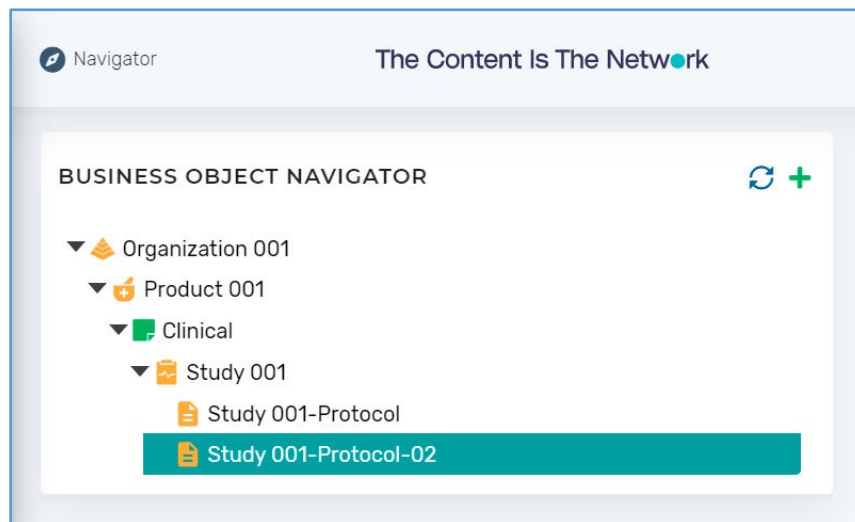 Navigator
The Content Is The Network
BUSINESS OBJECT NAVIGATOR
Organization 001
Product 001
Clinical
Study 001
Study 001-Protocol
Study 001-Protocol-02